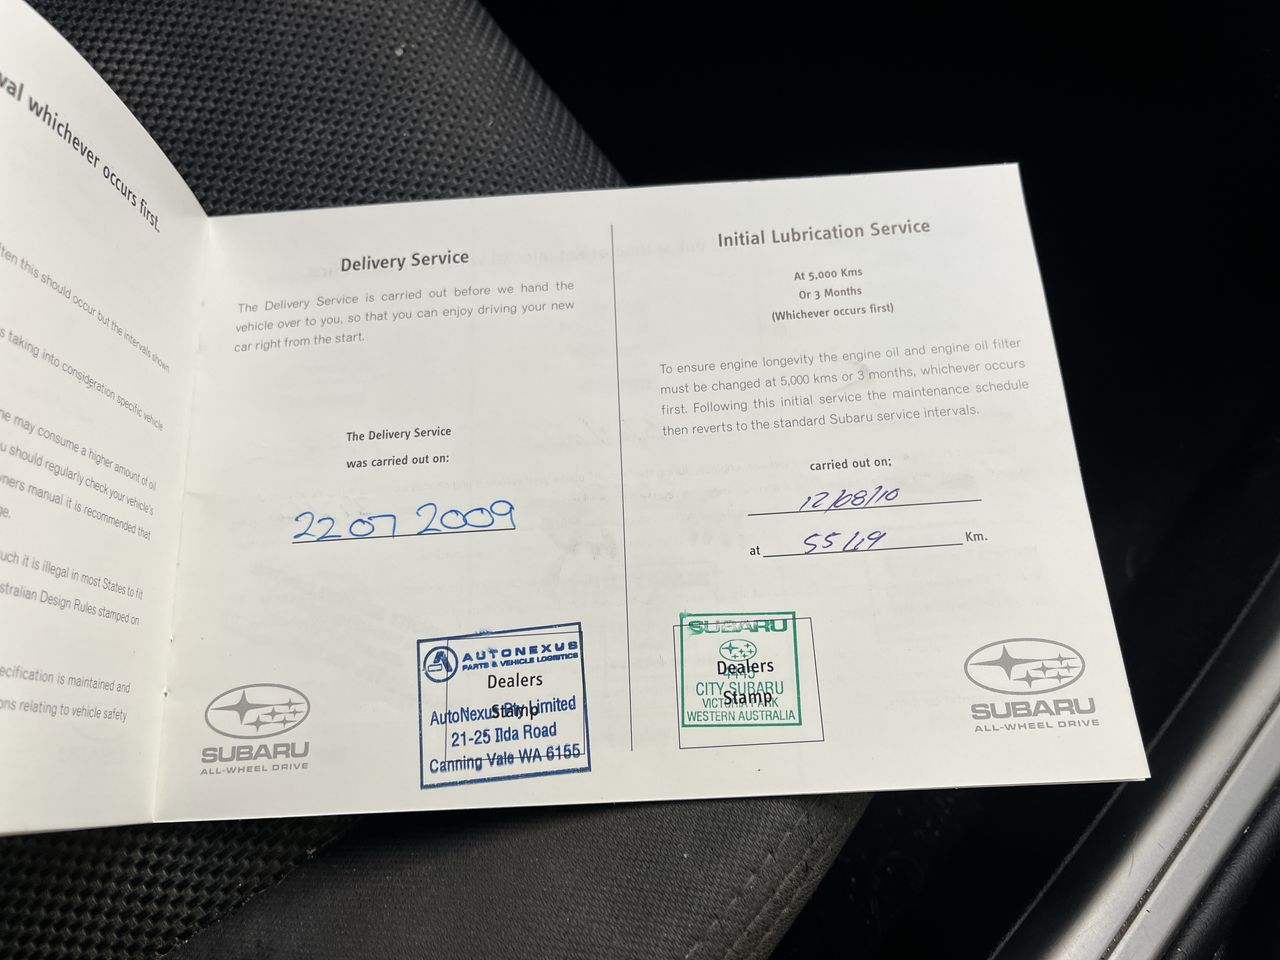 val whichever occurs first.
ten this should occur but the intervals shown
s taking into consideration specific vehicle
ne may consume a higher amount of oil
u should regularly check your vehicle's
ners manual it is recommended that
ge.
uch it is illegal in most States to fit
stralian Design Rules stamped on
ecification is maintained and
ons relating to vehicle safety
Delivery Service
The Delivery Service is carried out before we hand the
vehicle over to you, so that you can enjoy driving your new
car right from the start.
The Delivery Service
was carried out on:
22 07 2009
AUTONEXUS
PARTS & VEHICLE LOGISTICS
Dealers
Stamp
AutoNexus Pty Limited
21-25 Ilda Road
Canning Vale WA 6155
SUBARU
ALL-WHEEL DRIVE
Initial Lubrication Service
At 5,000 Kms
Or 3 Months
(Whichever occurs first)
To ensure engine longevity the engine oil and engine oil filter
must be changed at 5,000 kms or 3 months, whichever occurs
first. Following this initial service the maintenance schedule
then reverts to the standard Subaru service intervals.
carried out on;
12/08/10
at 5549 Km.
SUBARU
Dealers
Stamp
CITY SUBARU
VICTORIA PARK
WESTERN AUSTRALIA
SUBARU
ALL-WHEEL DRIVE